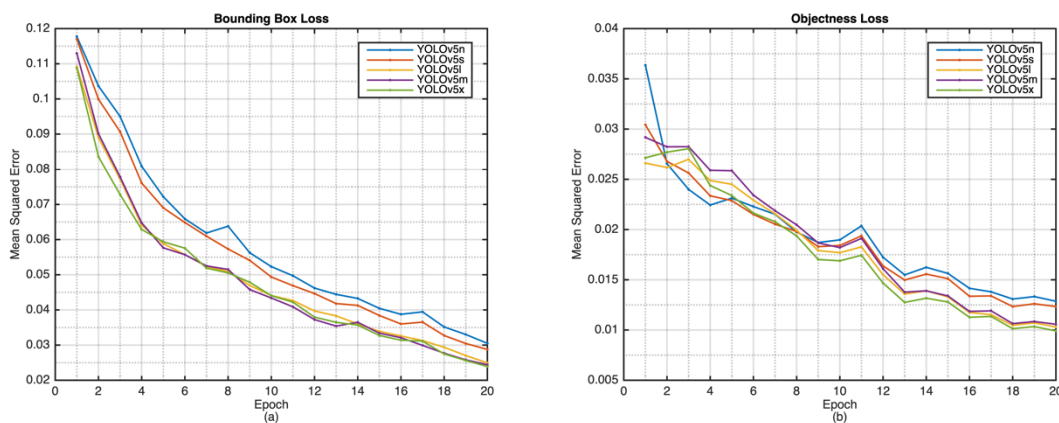 Bounding Box Loss
0.12
0.11
0.1
0.09
0.08
0.07
0.06
0.05
0.04
0.03
0.02
Mean Squared Error
YOLOv5n
YOLOv5s
YOLOv5l
YOLOv5m
YOLOv5x
0 2 4 6 8 10 12 14 16 18 20
Epoch
(a)
Objectness Loss
0.04
0.035
0.03
0.025
0.02
0.015
0.01
0.005
Mean Squared Error
YOLOv5n
YOLOv5s
YOLOv5l
YOLOv5m
YOLOv5x
0 2 4 6 8 10 12 14 16 18 20
Epoch
(b)